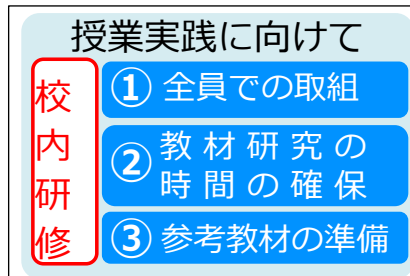 授業実践に向けて
校内研修
① 全員での取組
② 教材研究の
時間の確保
③ 参考教材の準備